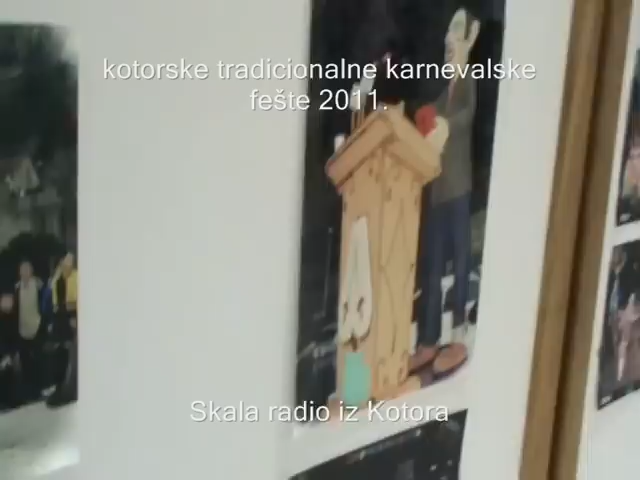 kotorske tradicionalne karnevalske
fešte 2011.
Skala radio iz Kotora